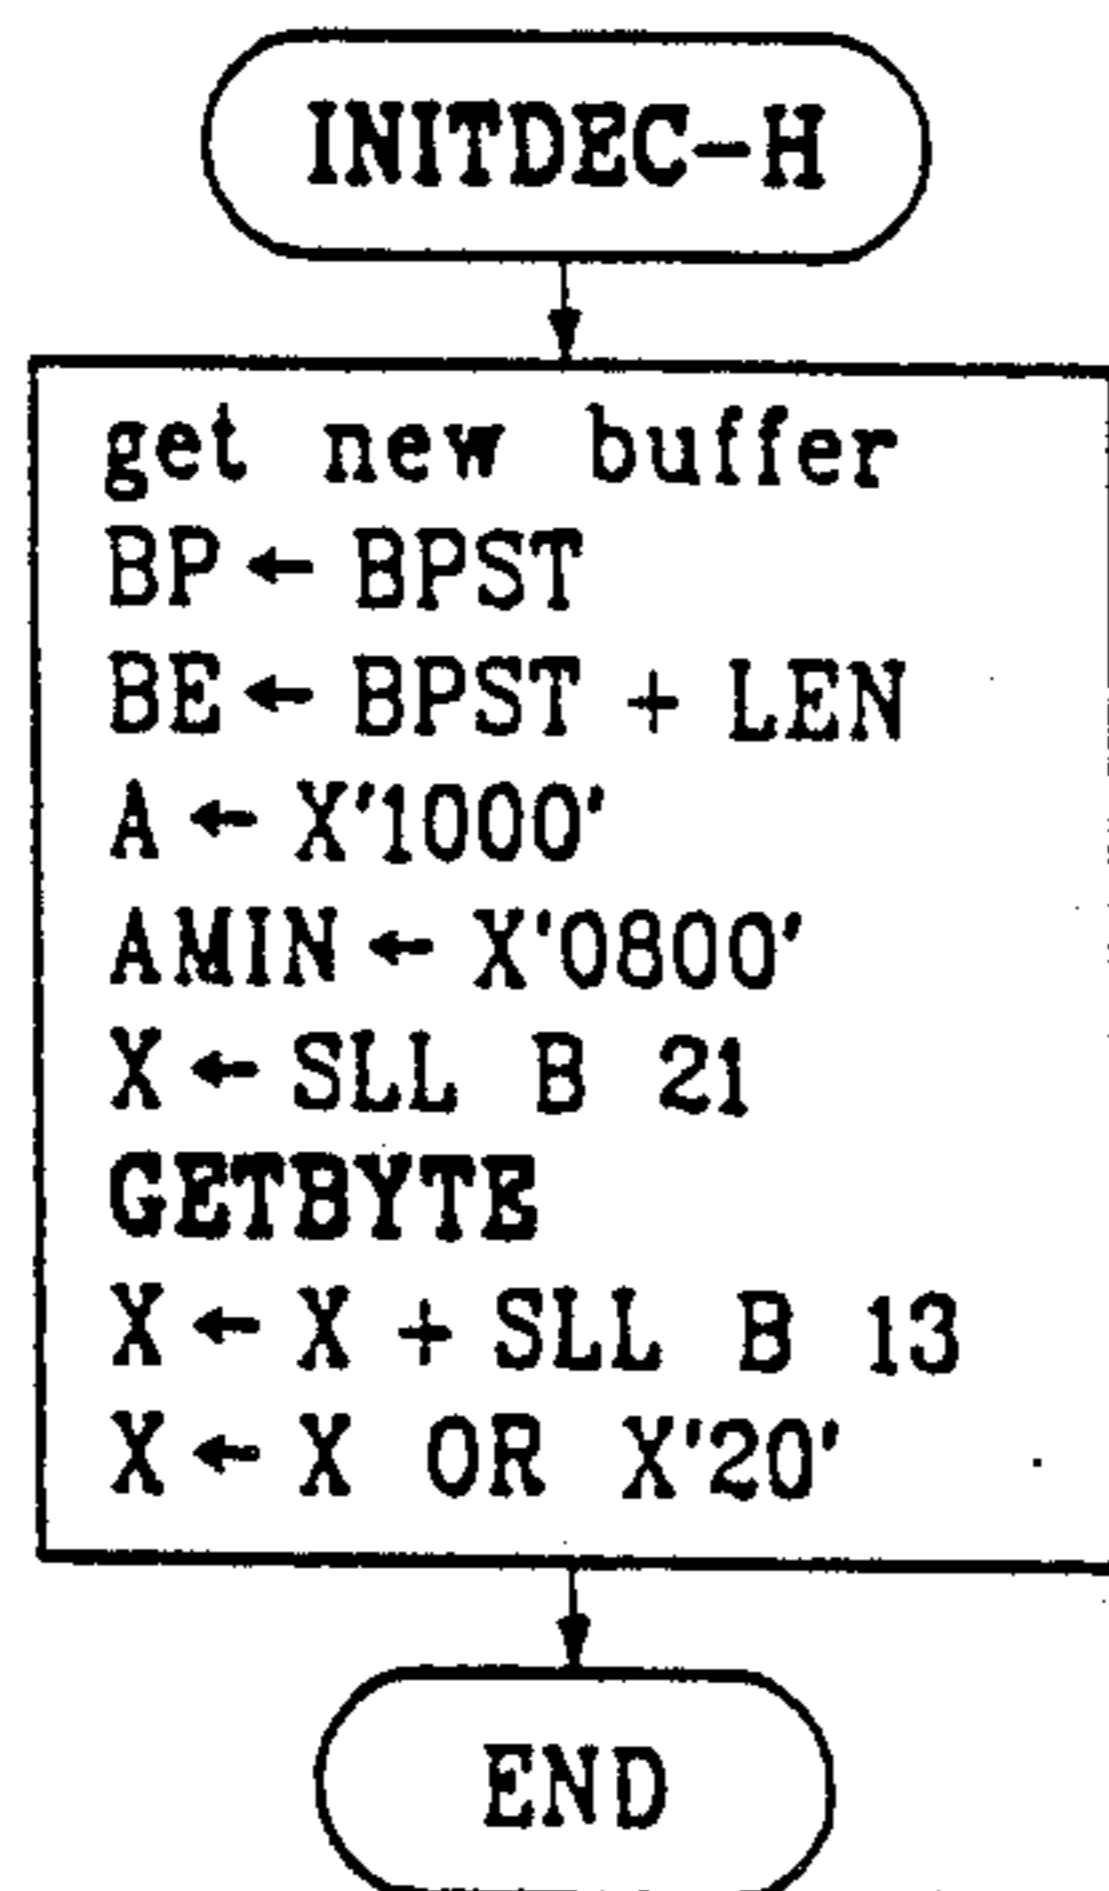 INITDEC-H
get new buffer
BP ← BPST
BE ← BPST + LEN
A ← X'1000'
AMIN ← X'0800'
X ← SLL B 21
GETBYTE
X ← X + SLL B 13
X ← X OR X'20'
END